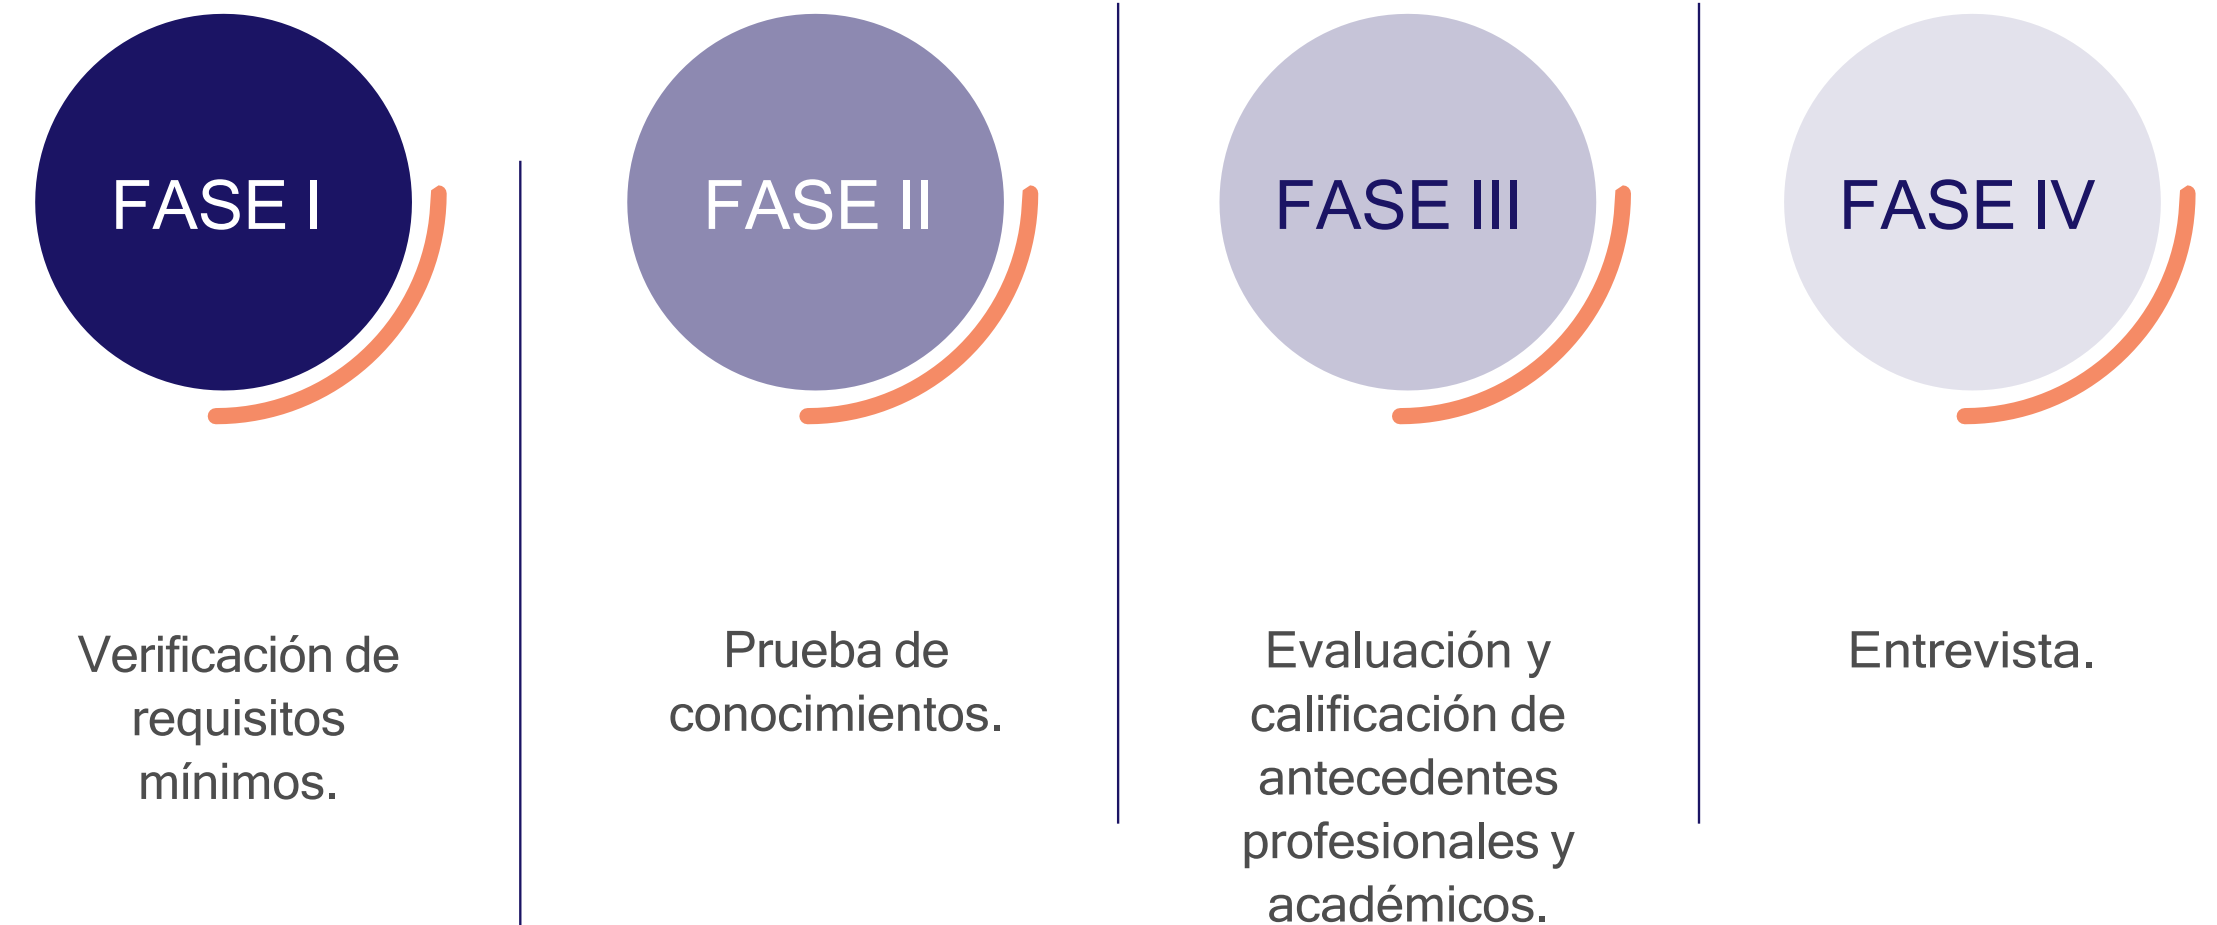 FASE I
Verificación de
requisitos
mínimos.
FASE II
Prueba de
conocimientos.
FASE III
Evaluación y
calificación de
antecedentes
profesionales y
académicos.
FASE IV
Entrevista.